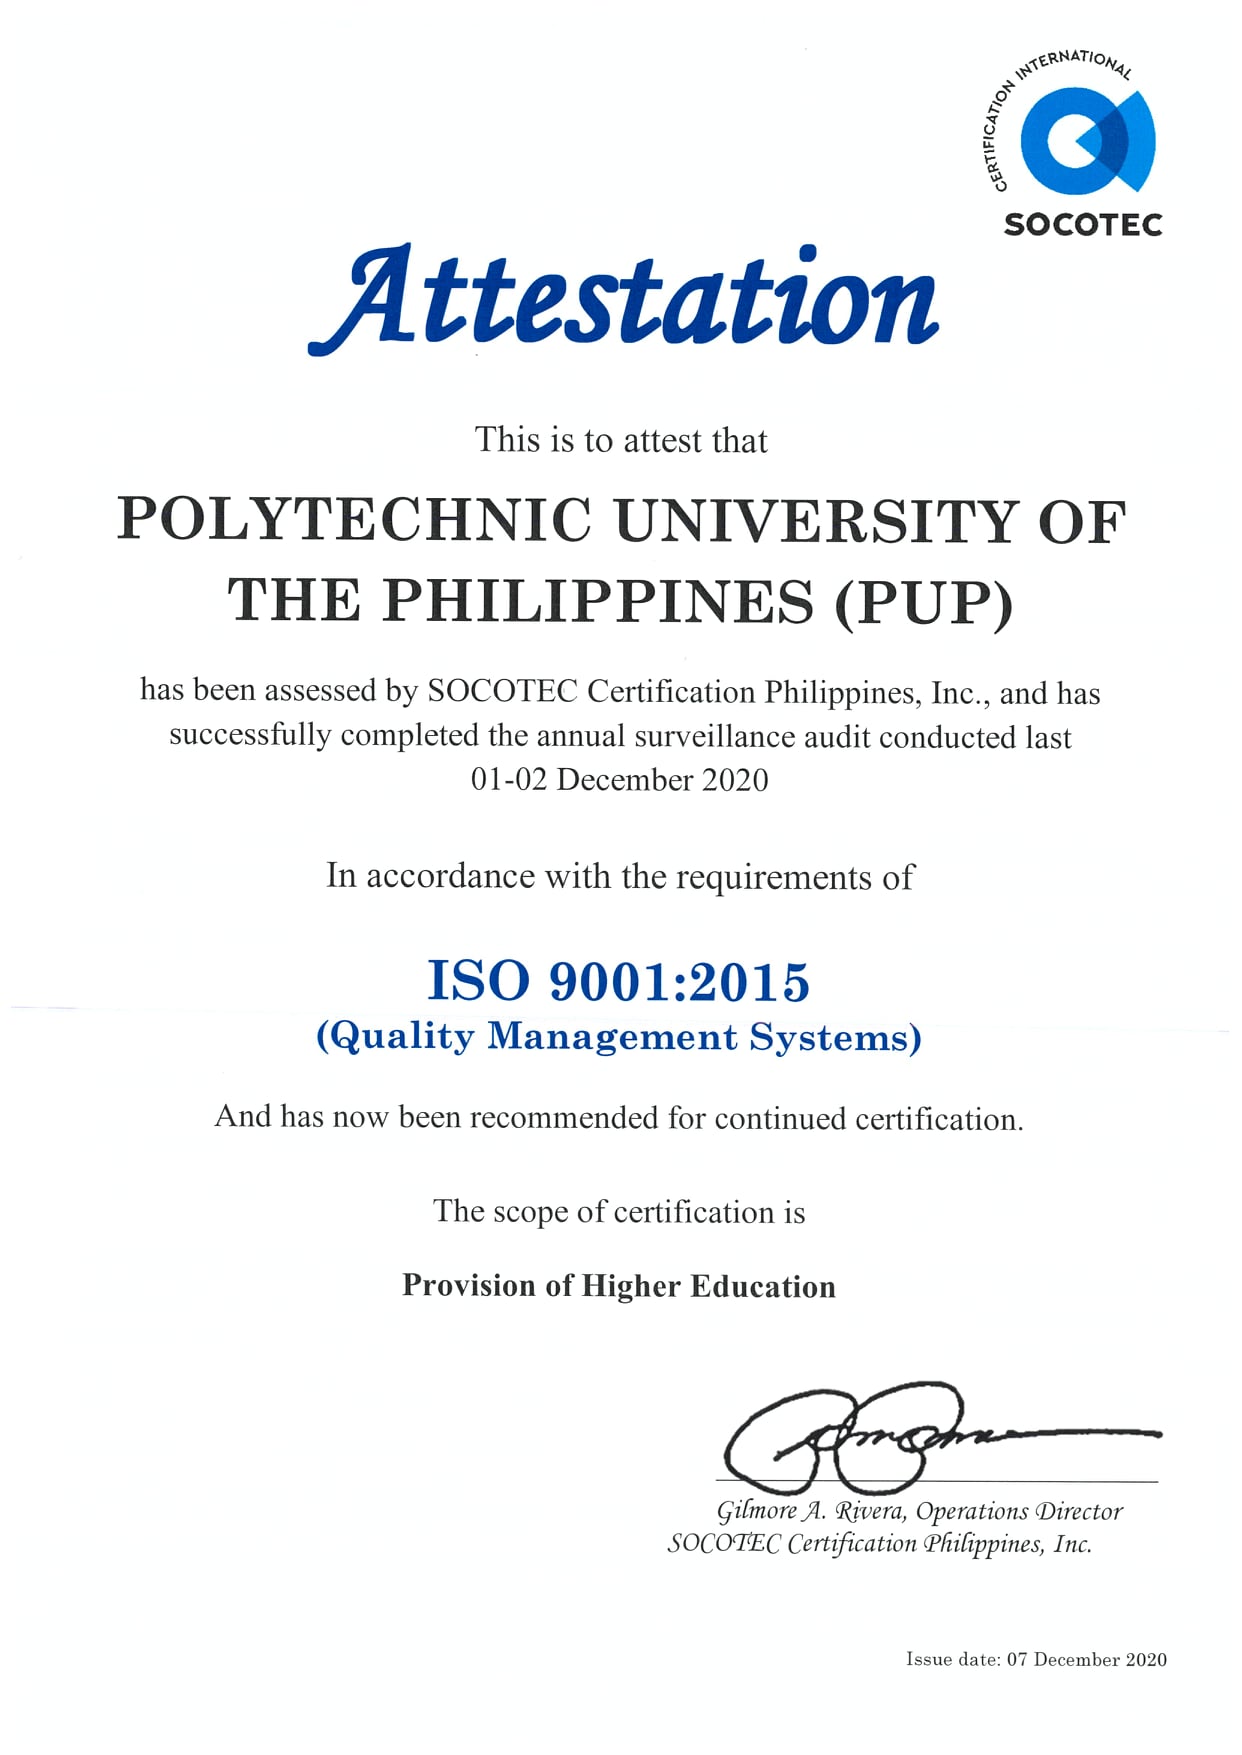 CERTIFICATION INTERNATIONAL
SOCOTEC
Attestation
This is to attest that
POLYTECHNIC UNIVERSITY OF
THE PHILIPPINES (PUP)
has been assessed by SOCOTEC Certification Philippines, Inc., and has
successfully completed the annual surveillance audit conducted last
01-02 December 2020
In accordance with the requirements of
ISO 9001:2015
(Quality Management Systems)
And has now been recommended for continued certification.
The scope of certification is
Provision of Higher Education
Gilmore A. Rivera, Operations Director
SOCOTEC Certification Philippines, Inc.
Issue date: 07 December 2020